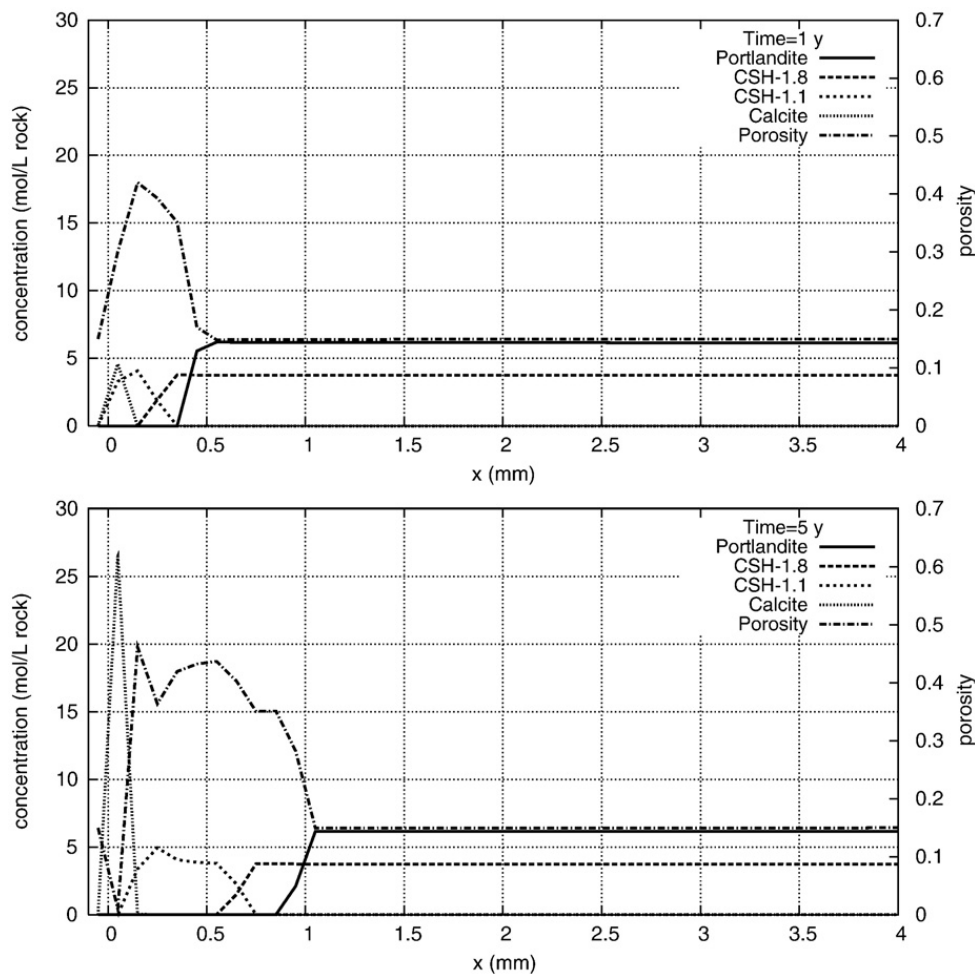 30
25
20
15
10
5
0
concentration (mol/L rock)
0.7
0.6
0.5
0.4
0.3
0.2
0.1
0
porosity
Time=1 y
Portlandite
CSH-1.8
CSH-1.1
Calcite
Porosity
0 0.5 1 1.5 2 2.5 3 3.5 4
x (mm)
30
25
20
15
10
5
0
concentration (mol/L rock)
0.7
0.6
0.5
0.4
0.3
0.2
0.1
0
porosity
Time=5 y
Portlandite
CSH-1.8
CSH-1.1
Calcite
Porosity
0 0.5 1 1.5 2 2.5 3 3.5 4
x (mm)